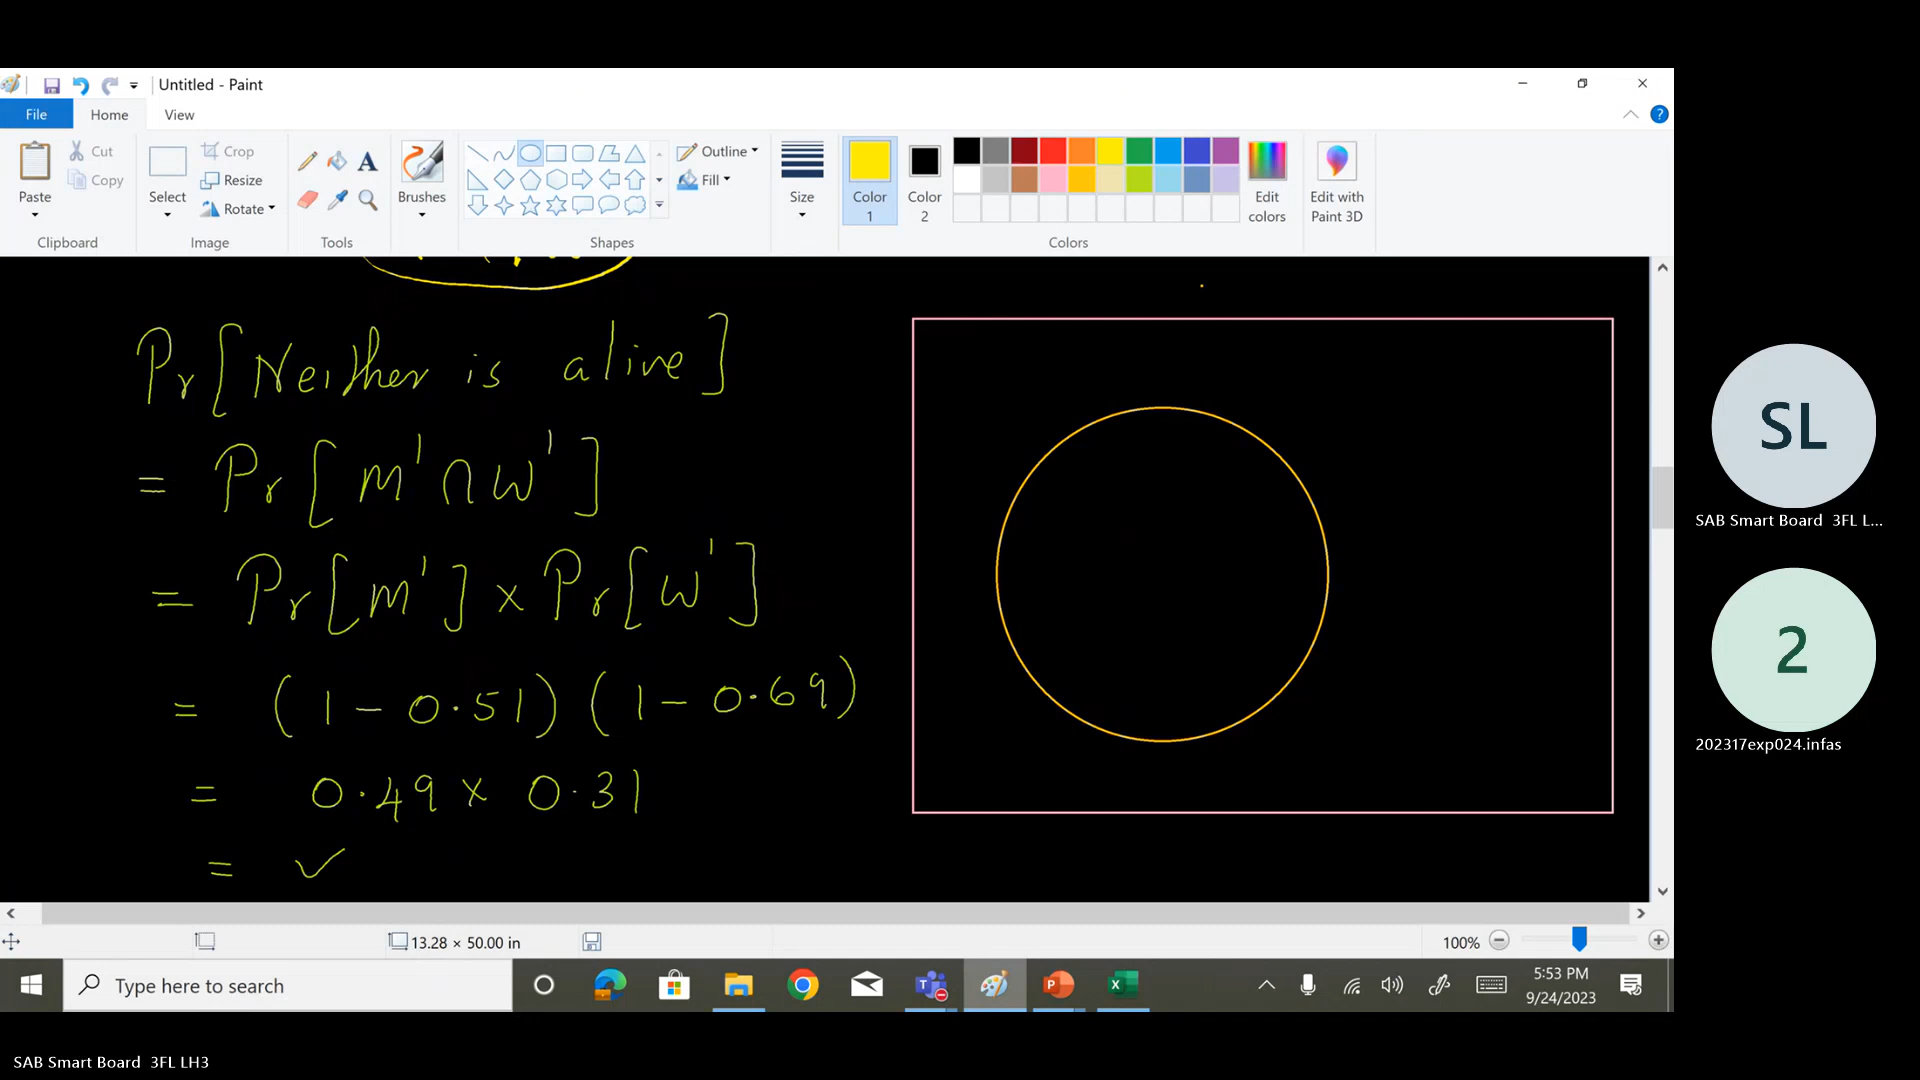 Untitled - Paint
File Home View
Paste
Cut
Copy
Clipboard
Select
Crop
Resize
Rotate
Image
Tools
Brushes
Shapes
Outline
Fill
Size
Color 1
Color 2
Colors
Edit colors
Edit with Paint 3D
Pr[Neither is alive]
= Pr[M'∩W']
= Pr[M'] × Pr[W']
= (1 - 0.51)(1 - 0.69)
= 0.49 × 0.31
= ✓
SL
SAB Smart Board 3FL L...
2
202317exp024.infas
13.28 × 50.00 in
100%
Type here to search
5:53 PM
9/24/2023
SAB Smart Board 3FL LH3